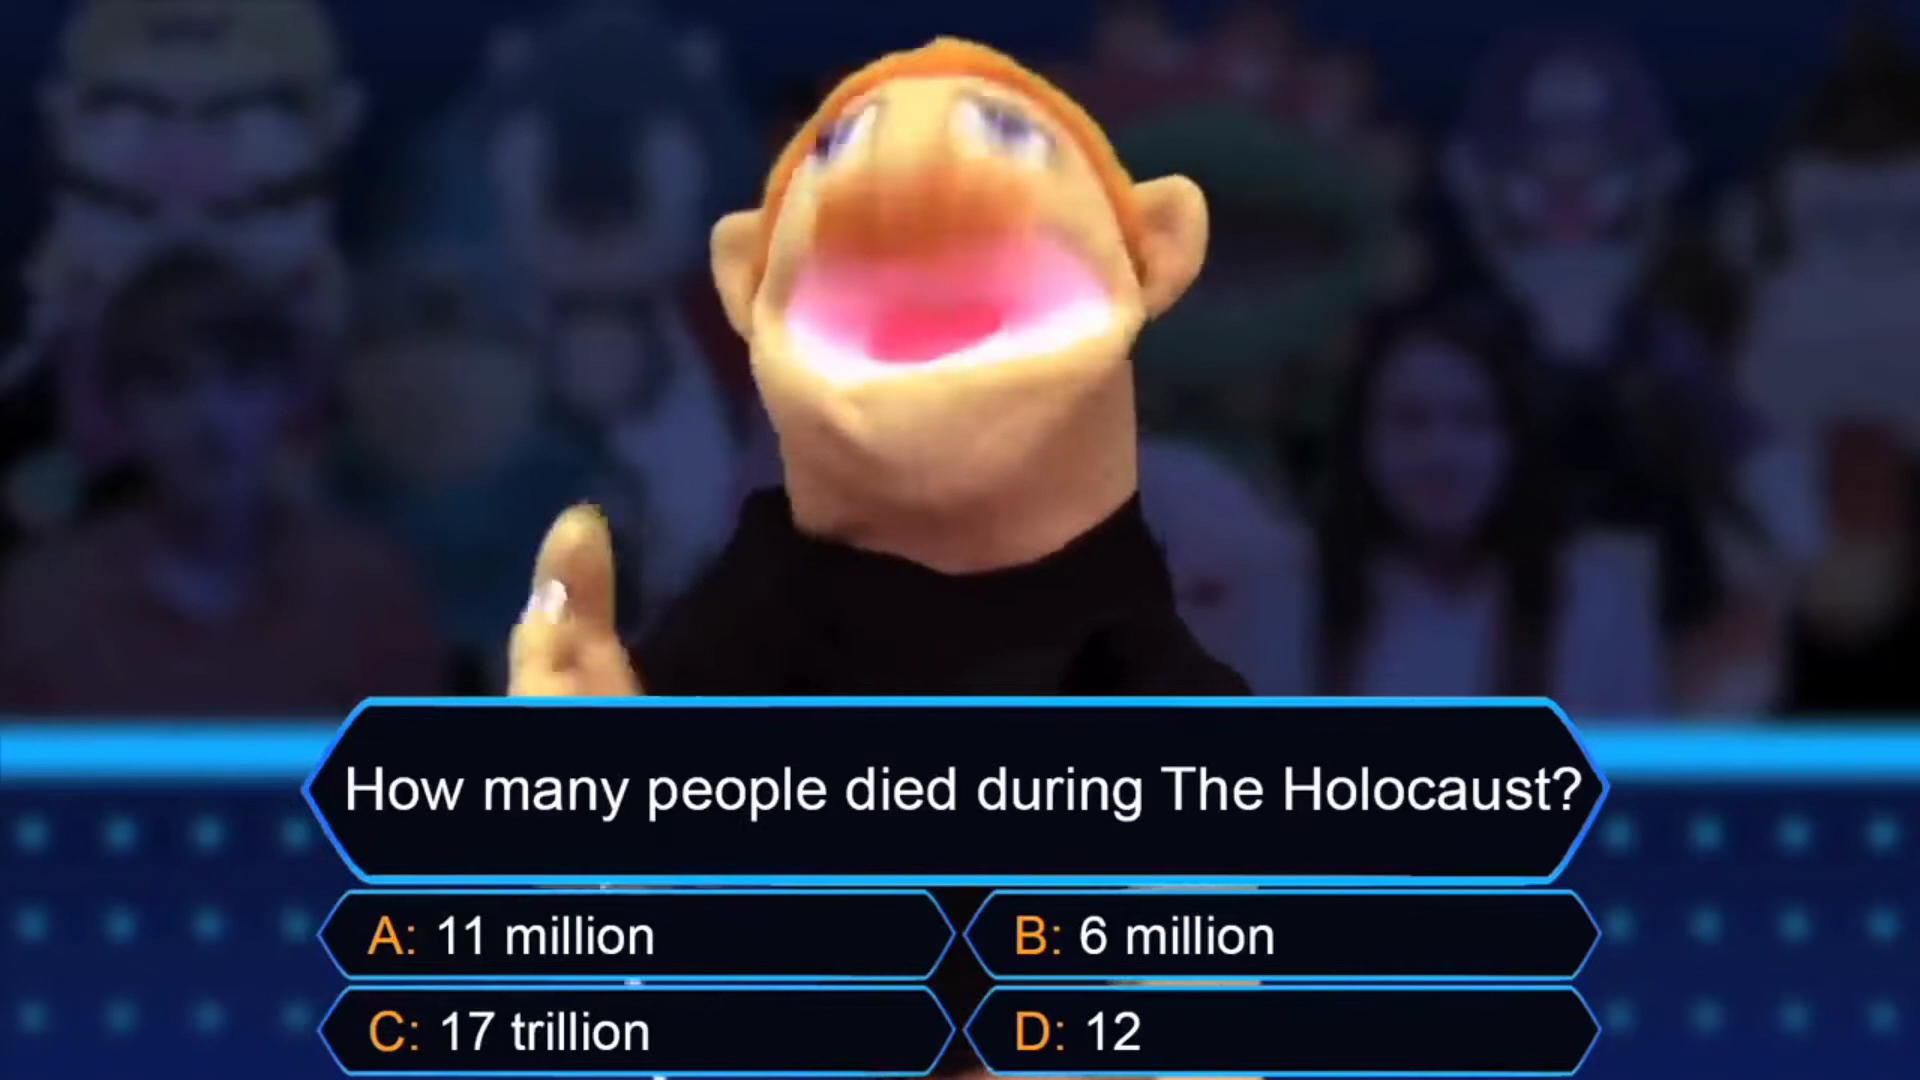 How many people died during The Holocaust?
A: 11 million
B: 6 million
C: 17 trillion
D: 12